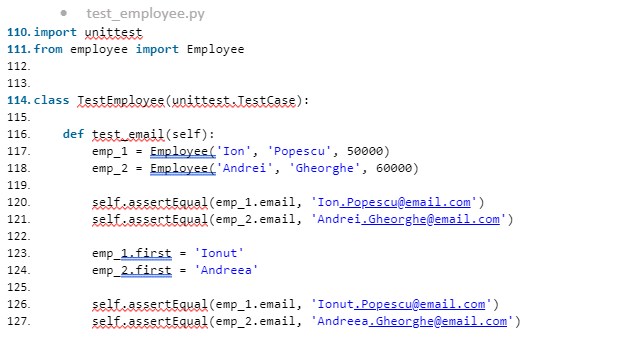 • test_employee.py
110. import unittest
111. from employee import Employee
112.
113.
114. class TestEmployee(unittest.TestCase):
115.
116.     def test_email(self):
117.         emp_1 = Employee('Ion', 'Popescu', 50000)
118.         emp_2 = Employee('Andrei', 'Gheorghe', 60000)
119.
120.         self.assertEqual(emp_1.email, 'Ion.Popescu@email.com')
121.         self.assertEqual(emp_2.email, 'Andrei.Gheorghe@email.com')
122.
123.         emp_1.first = 'Ionut'
124.         emp_2.first = 'Andreea'
125.
126.         self.assertEqual(emp_1.email, 'Ionut.Popescu@email.com')
127.         self.assertEqual(emp_2.email, 'Andreea.Gheorghe@email.com')